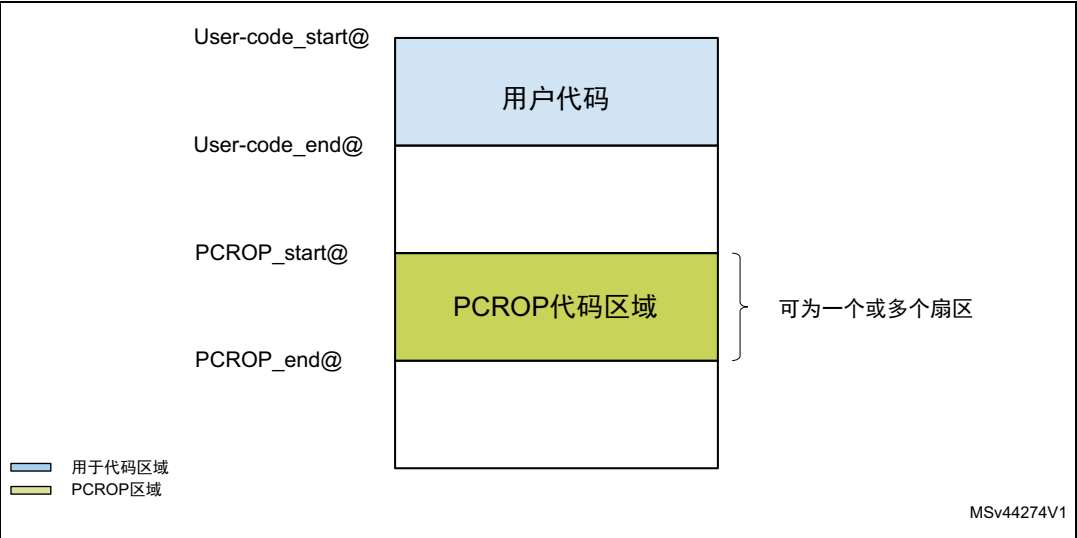 User-code_start@
用户代码
User-code_end@
PCROP_start@
PCROP代码区域
可为一个或多个扇区
PCROP_end@
用于代码区域
PCROP区域
MSv44274V1